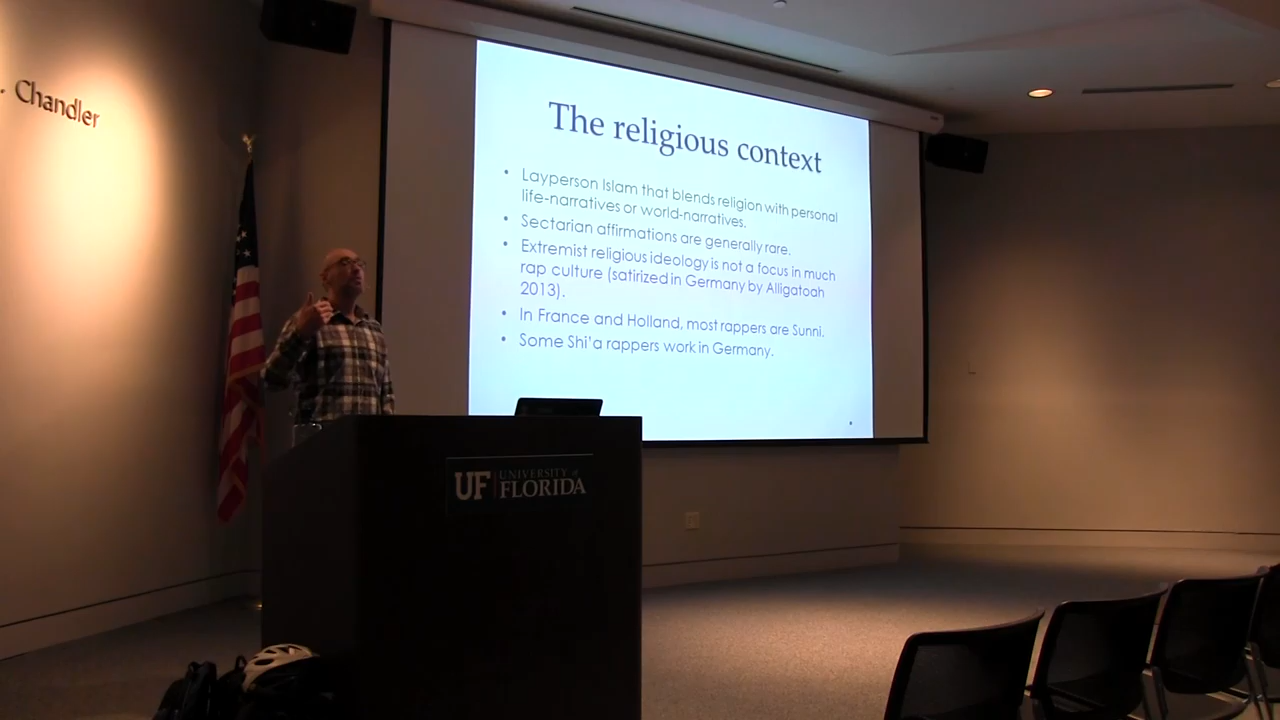 . Chandler
The religious context
• Layperson Islam that blends religion with personal
life-narratives or world-narratives.
• Sectarian affirmations are generally rare.
• Extremist religious ideology is not a focus in much
rap culture (satirized in Germany by Alligatoah
2013).
• In France and Holland, most rappers are Sunni.
• Some Shi'a rappers work in Germany.
UF UNIVERSITY of
FLORIDA